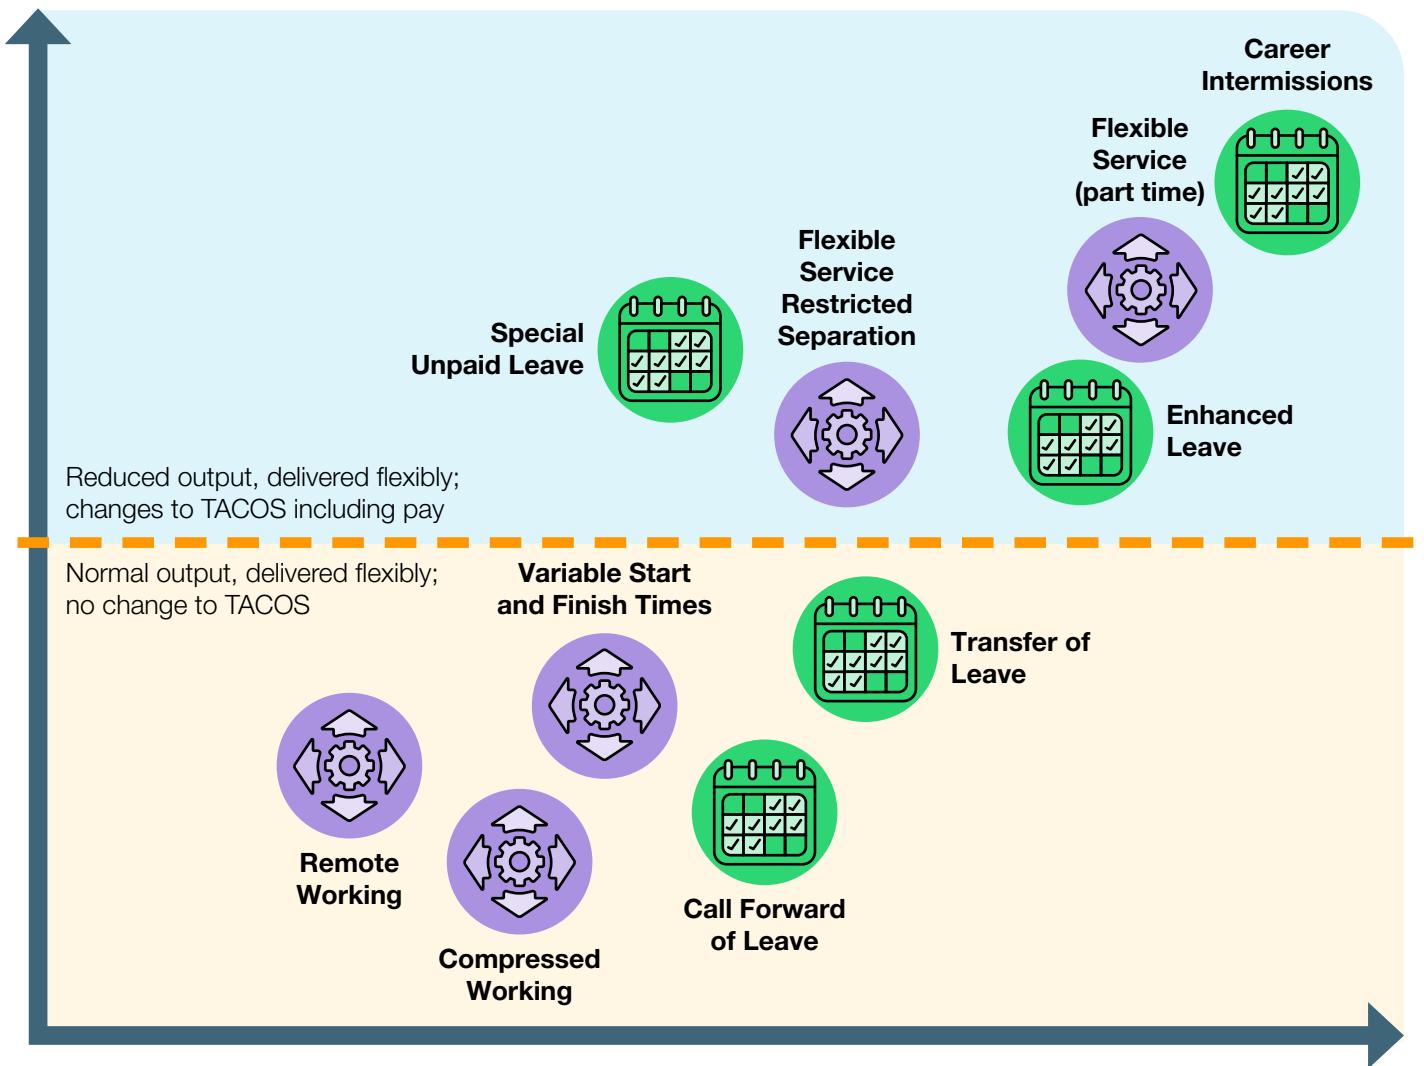 Career
Intermissions
Flexible
Service
(part time)
Flexible
Service
Restricted
Separation
Special
Unpaid Leave
Enhanced
Leave
Reduced output, delivered flexibly;
changes to TACOS including pay
Normal output, delivered flexibly;
no change to TACOS
Variable Start
and Finish Times
Transfer of
Leave
Remote
Working
Call Forward
of Leave
Compressed
Working